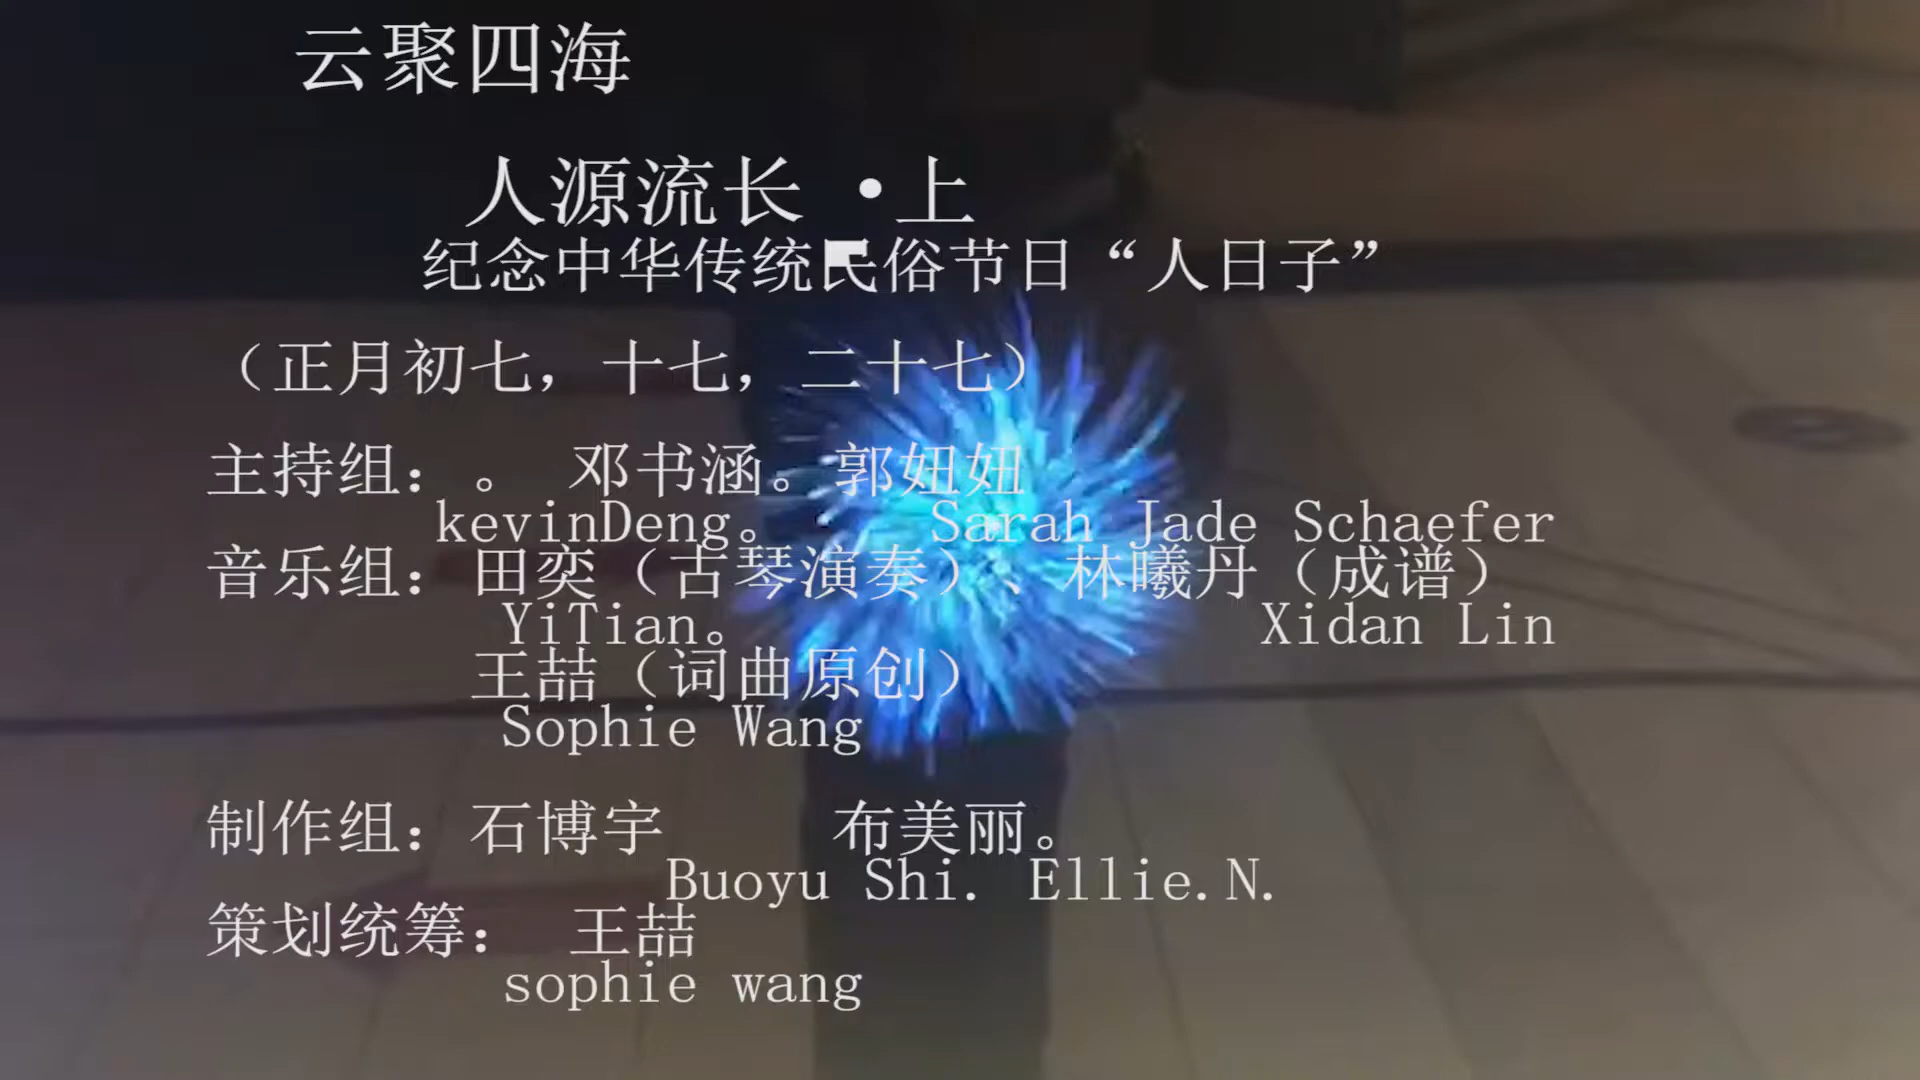 云聚四海
人源流长 ·上
纪念中华传统民俗节日“人日子”
（正月初七，十七，二十七）
主持组：。 邓书涵。郭妞妞
kevinDeng。 Sarah Jade Schaefer
音乐组：田奕（古琴演奏）、林曦丹（成谱）
YiTian。 Xidan Lin
王喆（词曲原创）
Sophie Wang
制作组：石博宇 布美丽。
Buoyu Shi. Ellie.N.
策划统筹： 王喆
sophie wang